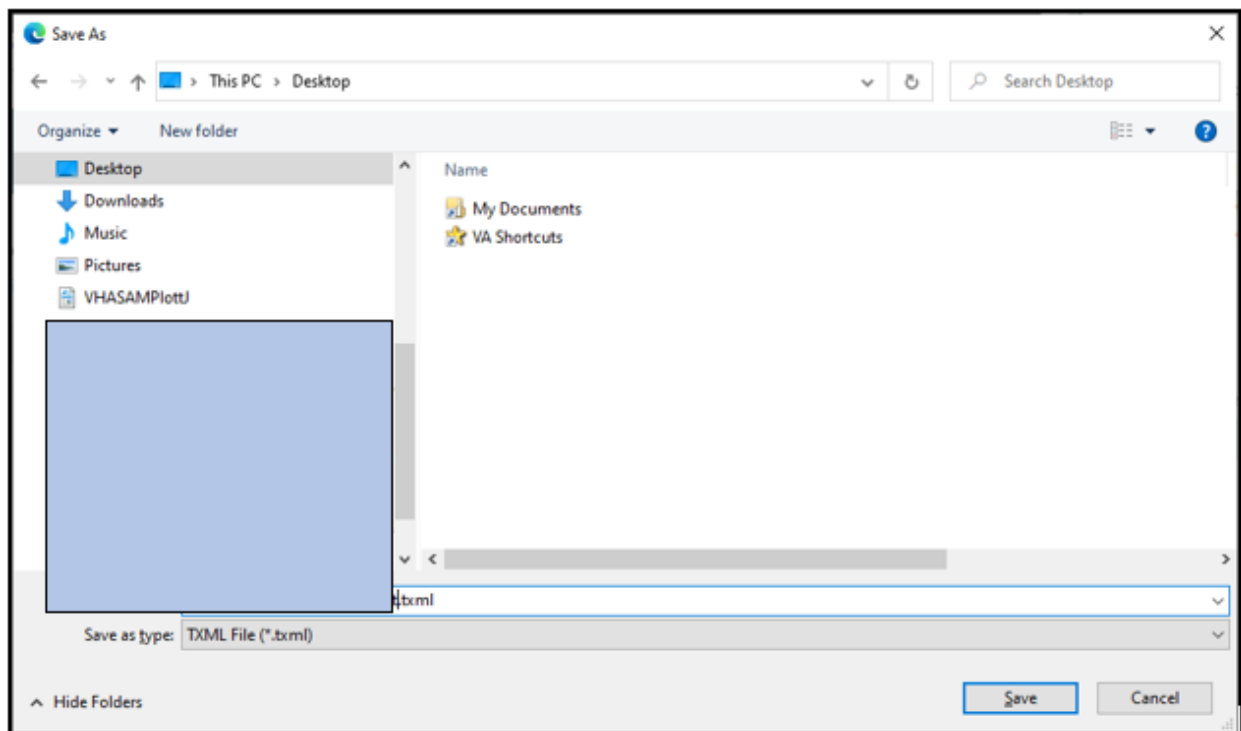 Save As
This PC > Desktop
Search Desktop
Organize
New folder
Desktop
Name
Downloads
My Documents
Music
VA Shortcuts
Pictures
VHASAMPlottJ
.txml
Save as type: TXML File (*.txml)
Hide Folders
Save
Cancel